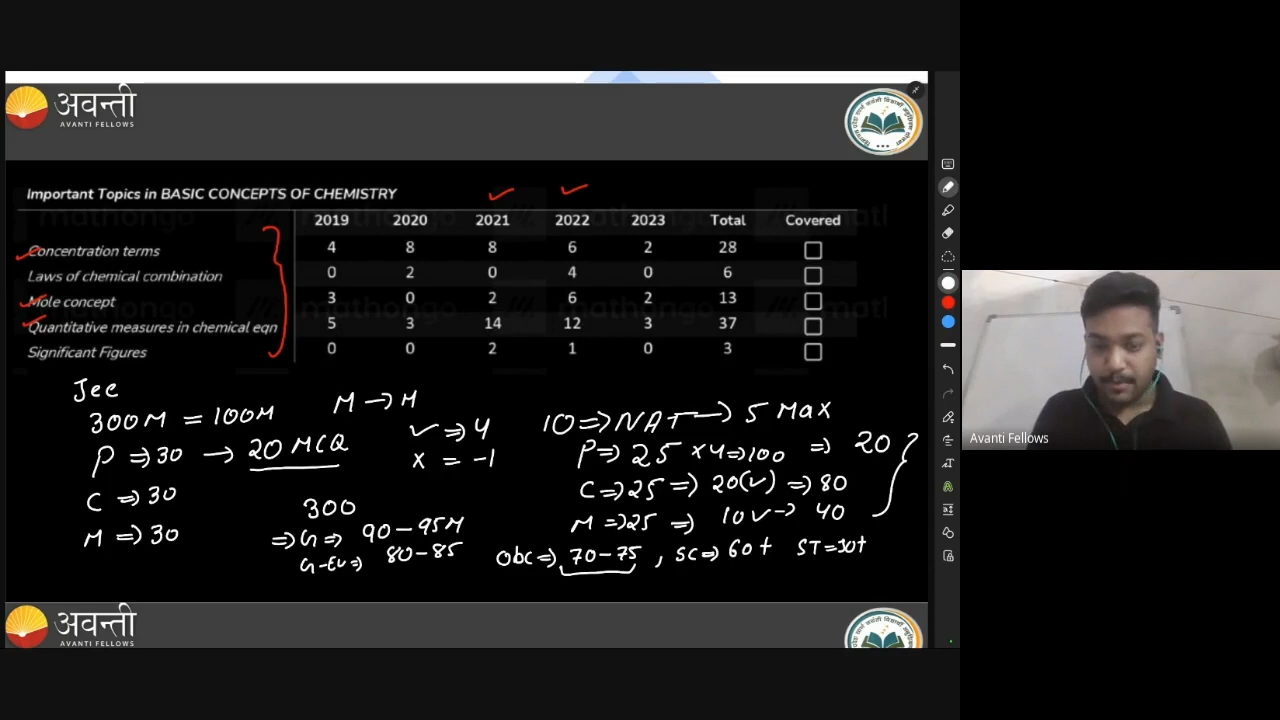 अवन्ती
AVANTI FELLOWS
Important Topics in BASIC CONCEPTS OF CHEMISTRY
2019 2020 2021 2022 2023 Total Covered
Concentration terms 4 8 8 6 2 28
Laws of chemical combination 0 2 0 4 0 6
Mole concept 3 0 2 6 2 13
Quantitative measures in chemical eqn 5 3 14 12 3 37
Significant Figures 0 0 2 1 0 3
Jee
300M = 100M
P ⇒ 30 → 20 MCQ
C ⇒ 30
M ⇒ 30
M → M
✓ ⇒ 4
x = -1
300
⇒ G ⇒ 90-95M
G-EW ⇒ 80-85
10 ⇒ NAT → 5 Max
P ⇒ 25 x4 ⇒ 100 ⇒ 20
C ⇒ 25 ⇒ 20(✓) ⇒ 80
M ⇒ 25 ⇒ 10 ✓ → 40
Obc ⇒ 70-75, SC ⇒ 60+ ST = 30+
Avanti Fellows
अवन्ती
AVANTI FELLOWS